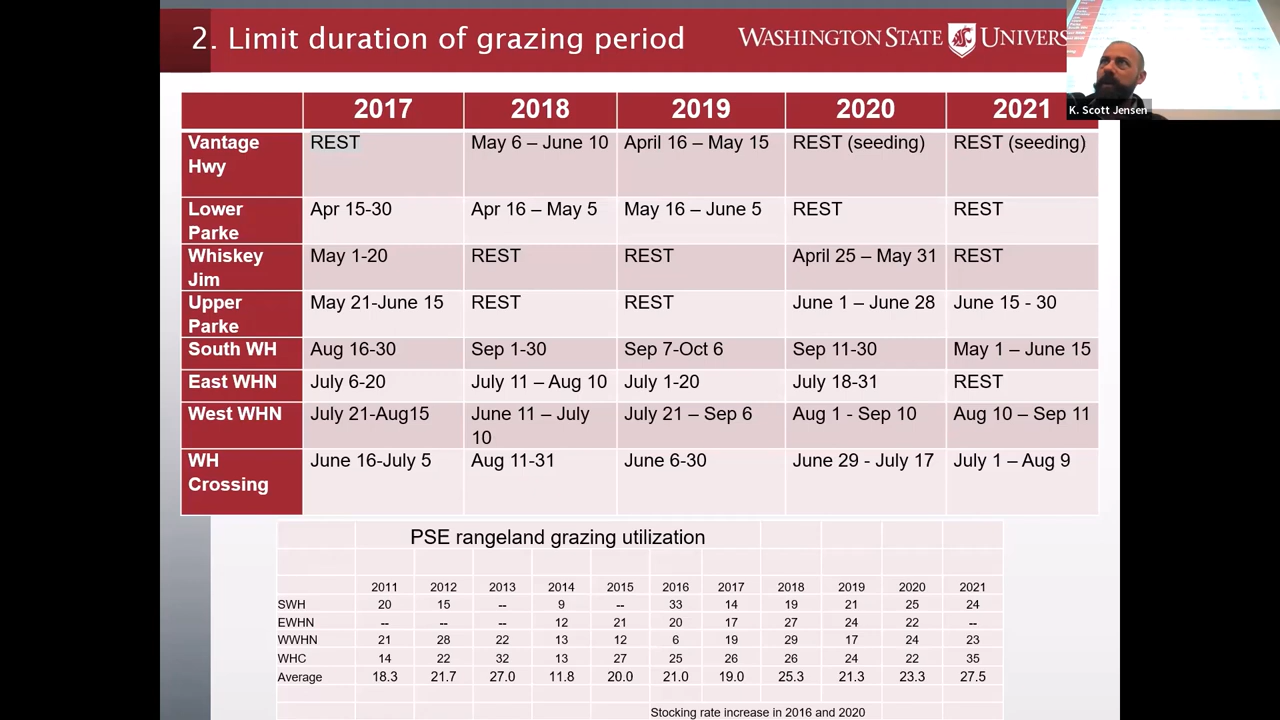 2. Limit duration of grazing period
WASHINGTON STATE UNIVERS
K. Scott Jensen
2017 2018 2019 2020 2021
Vantage Hwy REST May 6 – June 10 April 16 – May 15 REST (seeding) REST (seeding)
Lower Parke Apr 15-30 Apr 16 – May 5 May 16 – June 5 REST REST
Whiskey Jim May 1-20 REST REST April 25 – May 31 REST
Upper Parke May 21-June 15 REST REST June 1 – June 28 June 15 - 30
South WH Aug 16-30 Sep 1-30 Sep 7-Oct 6 Sep 11-30 May 1 – June 15
East WHN July 6-20 July 11 – Aug 10 July 1-20 July 18-31 REST
West WHN July 21-Aug15 June 11 – July 10 July 21 – Sep 6 Aug 1 - Sep 10 Aug 10 – Sep 11
WH Crossing June 16-July 5 Aug 11-31 June 6-30 June 29 - July 17 July 1 – Aug 9
PSE rangeland grazing utilization
2011 2012 2013 2014 2015 2016 2017 2018 2019 2020 2021
SWH 20 15 -- 9 -- 33 14 19 21 25 24
EWHN -- -- -- 12 21 20 17 27 24 22 --
WWHN 21 28 22 13 12 6 19 29 17 24 23
WHC 14 22 32 13 27 25 26 26 24 22 35
Average 18.3 21.7 27.0 11.8 20.0 21.0 19.0 25.3 21.3 23.3 27.5
Stocking rate increase in 2016 and 2020